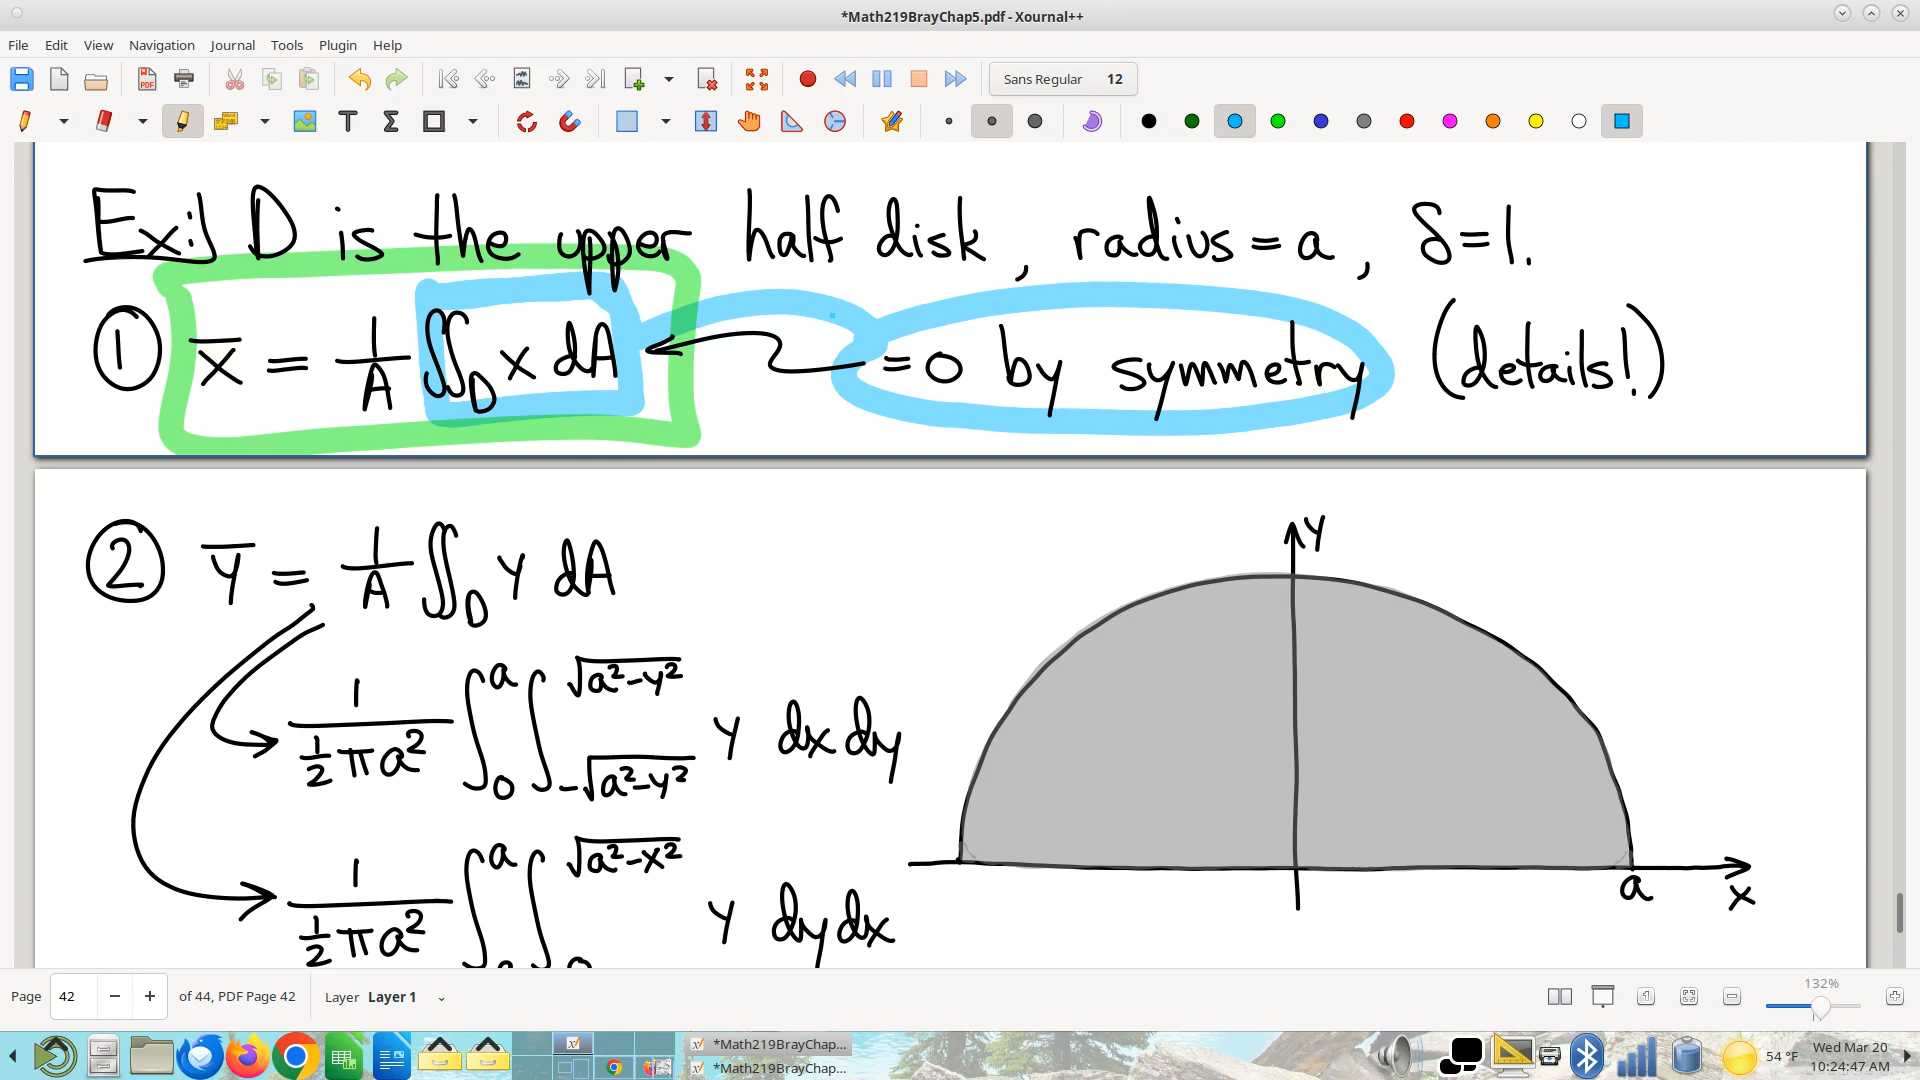 *Math219BrayChap5.pdf - Xournal++
File Edit View Navigation Journal Tools Plugin Help
Sans Regular 12
Ex:1 D is the upper half disk, radius = a, δ=1.
① x̄ = 1/A ∬_D x dA = 0 by symmetry (details!)
② ȳ = 1/A ∬_D y dA
1/(½πa²) ∫_0^a ∫_{-√(a²-y²)}^{√(a²-y²)} y dx dy
1/(½πa²) ∫^a ∫_0^{√(a²-x²)} y dy dx
y
a
x
Page 42 of 44, PDF Page 42 Layer Layer 1
132%
*Math219BrayChap...
*Math219BrayChap...
54 °F
Wed Mar 20
10:24:47 AM